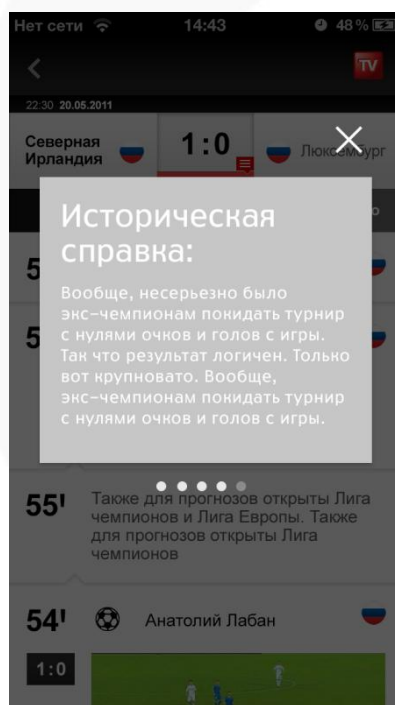 Нет сети 14:43 48 %
TV
22:30 20.05.2011
Северная
Ирландия
1:0
Люксембург
Историческая
справка:
Вообще, несерьезно было
экс-чемпионам покидать турнир
с нулями очков и голов с игры.
Так что результат логичен. Только
вот крупновато. Вообще,
экс-чемпионам покидать турнир
с нулями очков и голов с игры.
55'
Также для прогнозов открыты Лига
чемпионов и Лига Европы. Также
для прогнозов открыты Лига
чемпионов
54'
Анатолий Лабан
1:0